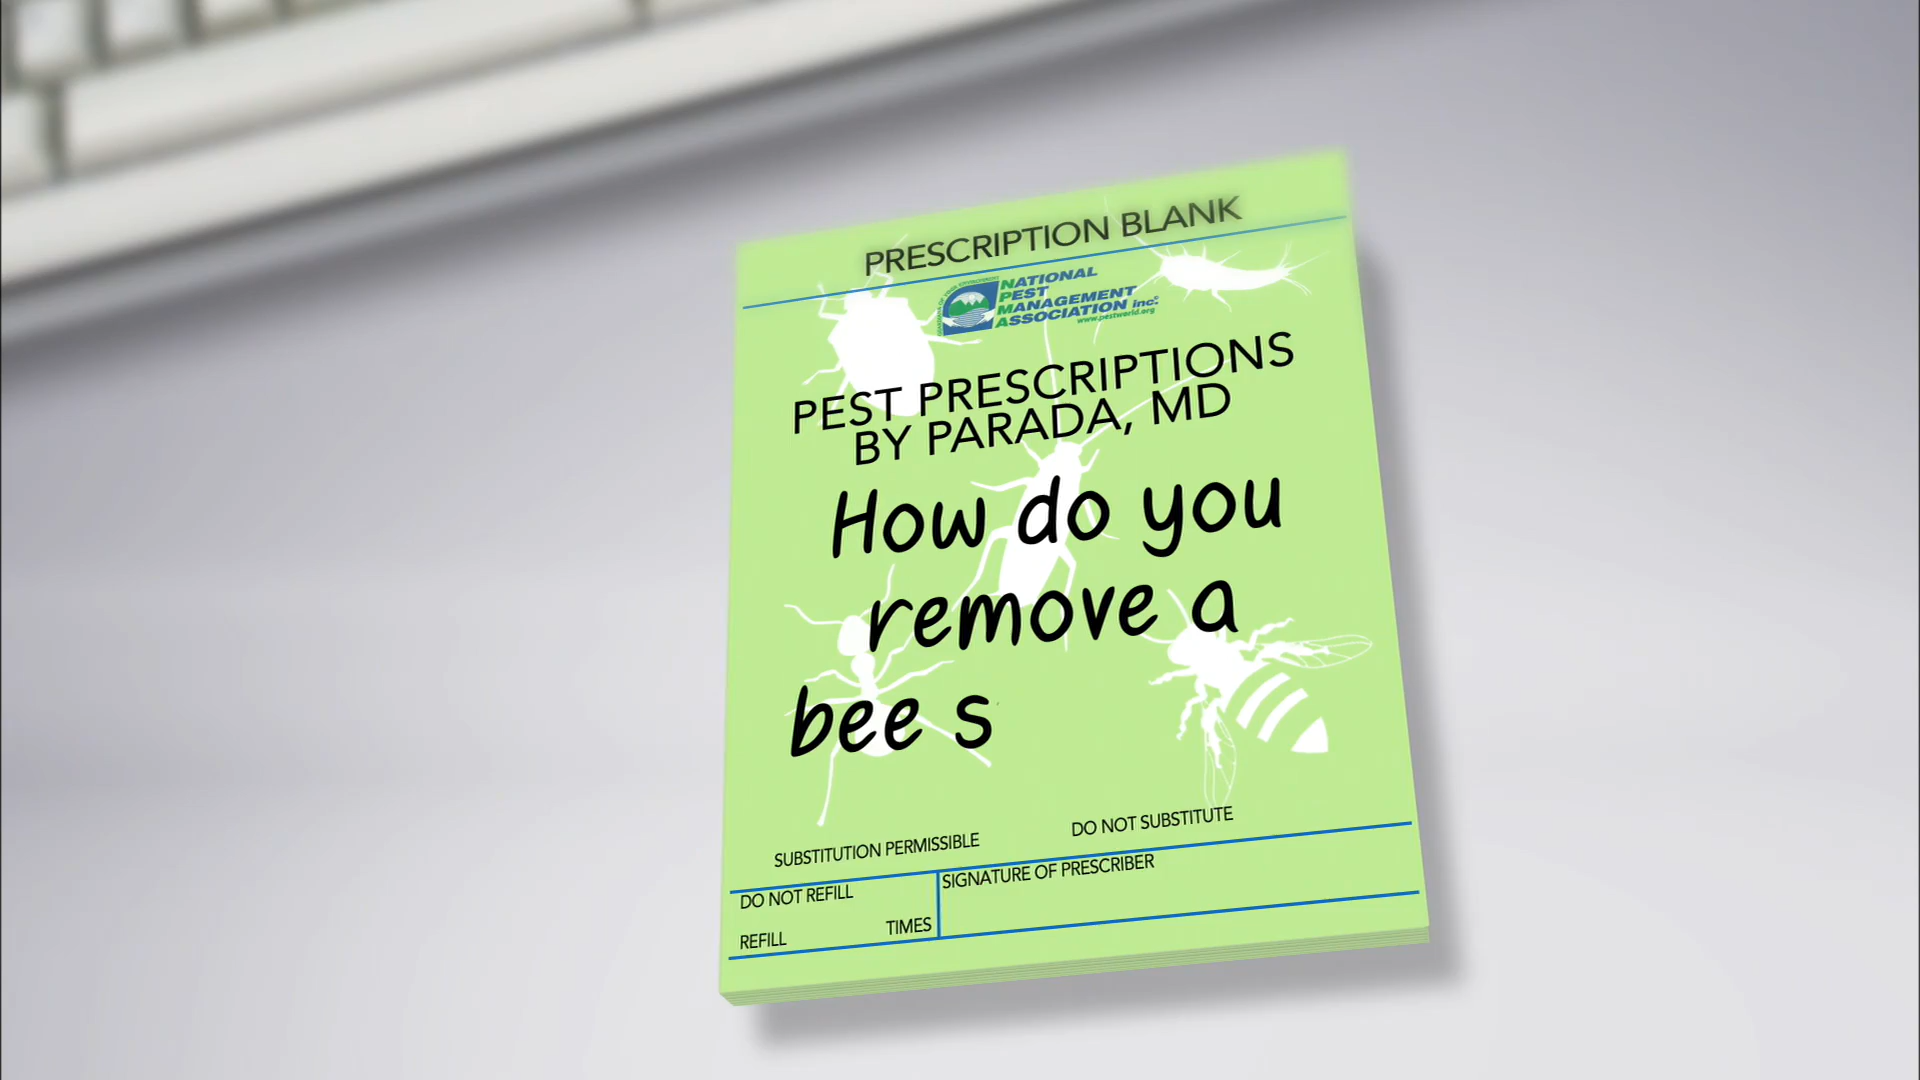 PRESCRIPTION BLANK
NATIONAL
PEST
MANAGEMENT
ASSOCIATION inc.
www.pestworld.org
PEST PRESCRIPTIONS
BY PARADA, MD
How do you
remove a
bee s
SUBSTITUTION PERMISSIBLE
DO NOT SUBSTITUTE
DO NOT REFILL
SIGNATURE OF PRESCRIBER
REFILL
TIMES